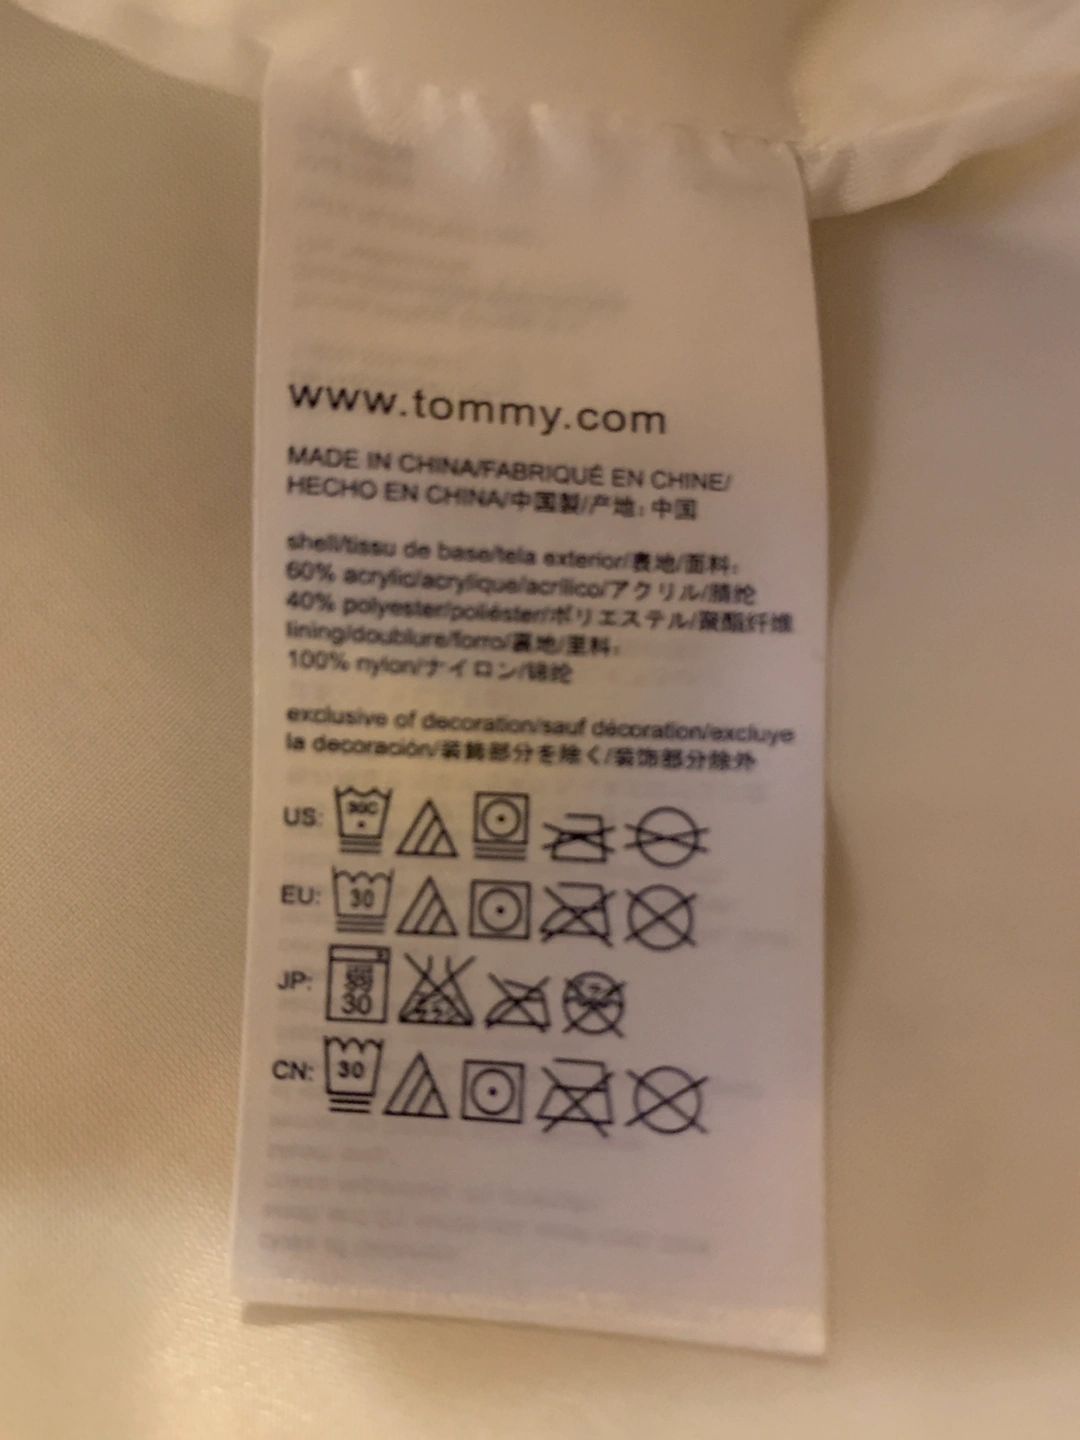 www.tommy.com
MADE IN CHINA/FABRIQUÉ EN CHINE/
HECHO EN CHINA/中国製/产地：中国
shell/tissu de base/tela exterior/表地/面料：
60% acrylic/acrylique/acrílico/アクリル/腈纶
40% polyester/poliéster/ポリエステル/聚酯纤维
lining/doublure/forro/裏地/里料：
100% nylon/ナイロン/锦纶
exclusive of decoration/sauf décoration/excluye
la decoración/装飾部分を除く/装饰部分除外
US: 30C
EU: 30
JP: 30
CN: 30